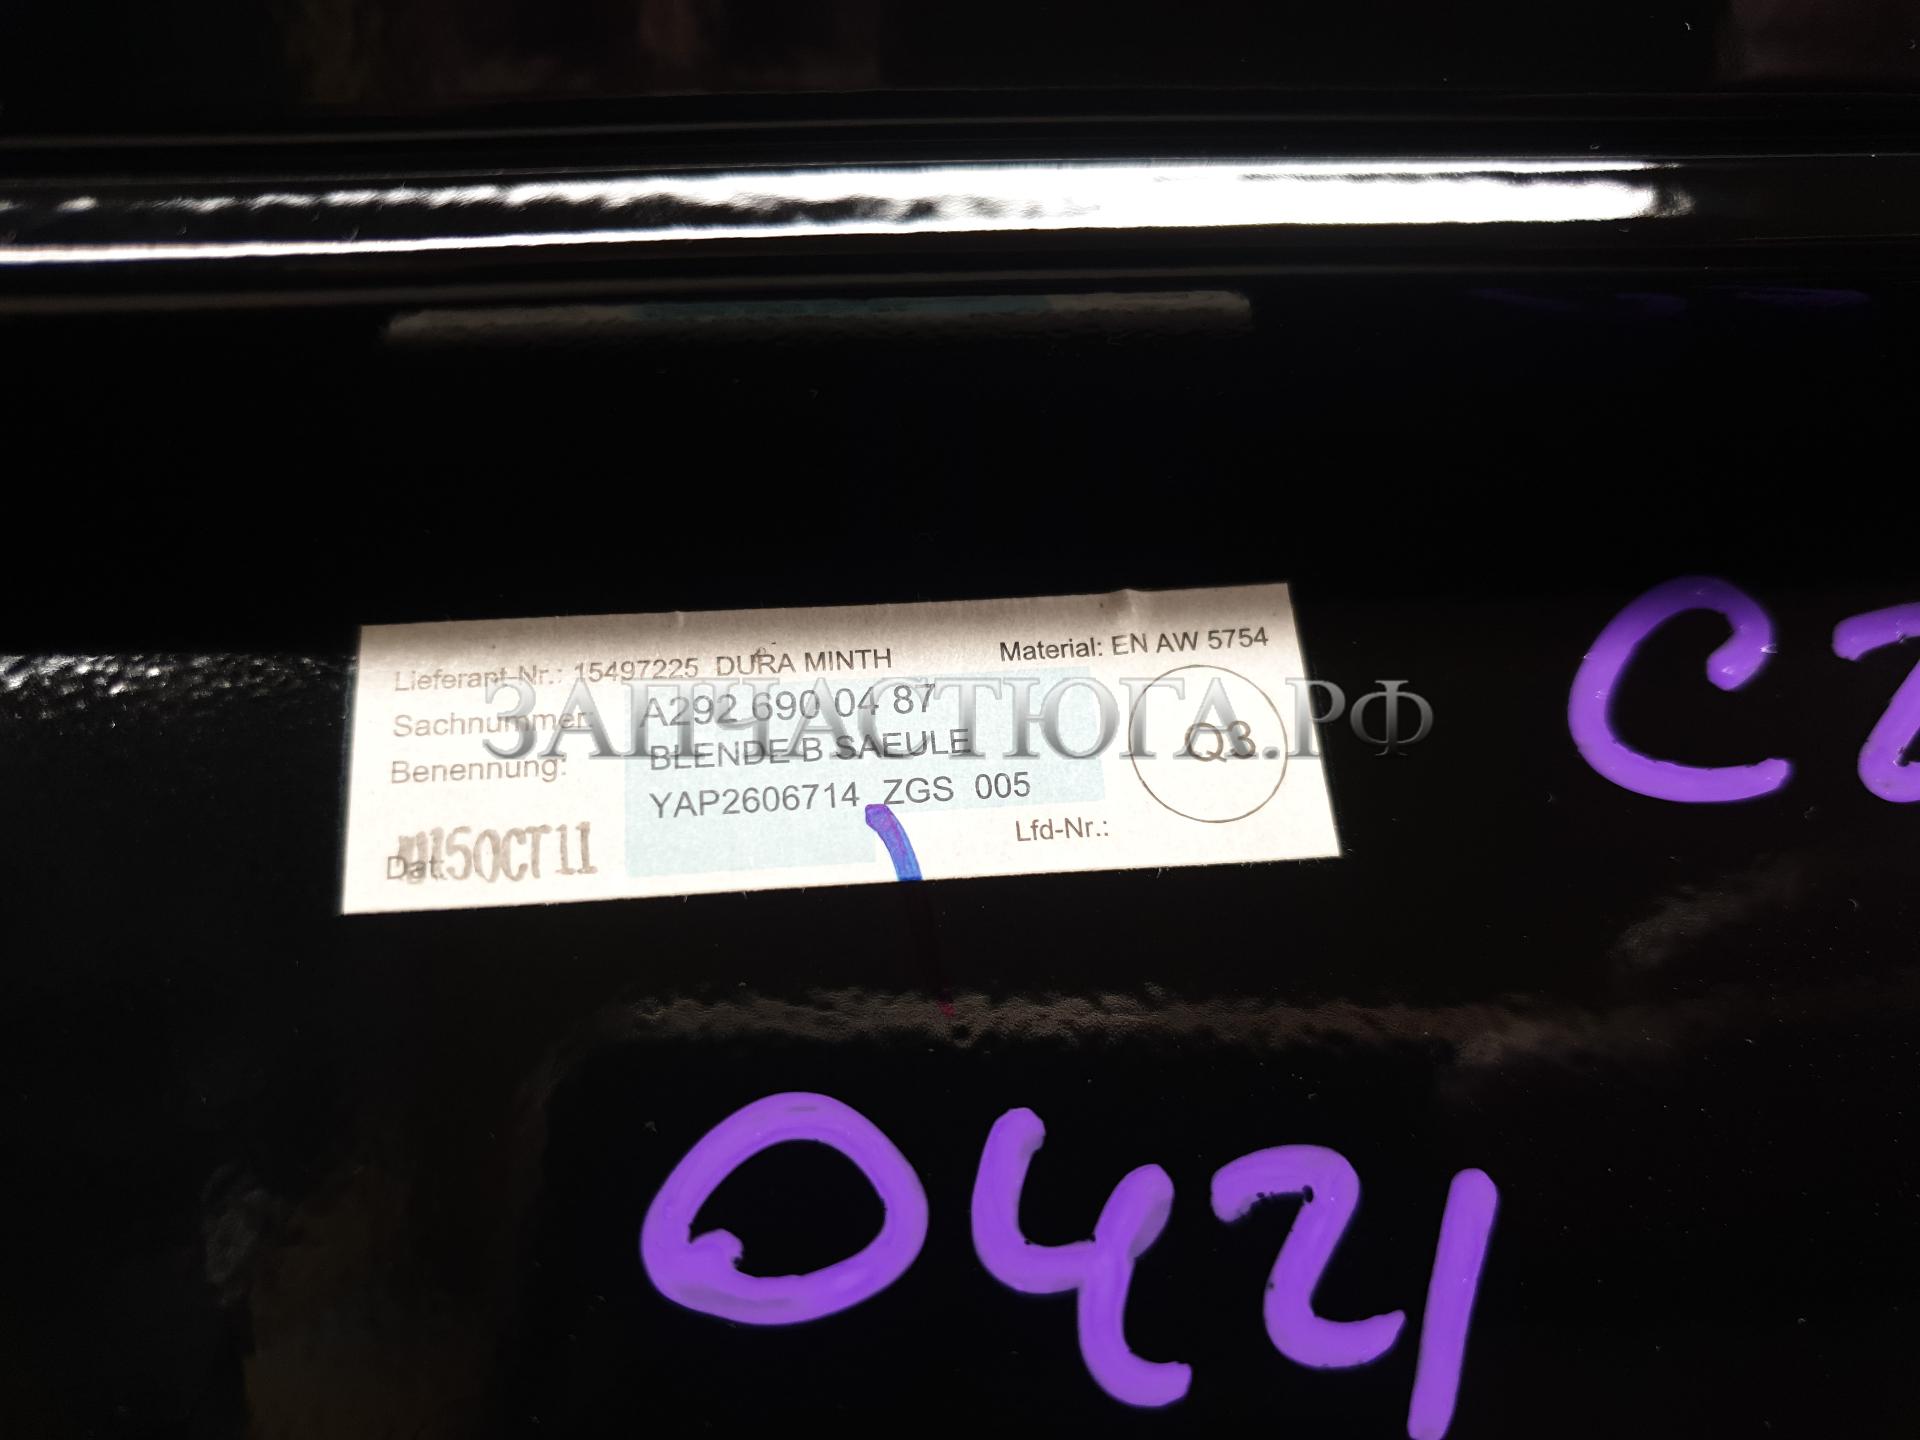 Lieferant-Nr.: 15497225 DURA MINTH Material: EN AW 5754
Sachnummer: A292 690 04 87
Benennung: BLENDE B SAEULE
YAP2606714 ZGS 005
Q3
Dat. 15OCT11
Lfd-Nr.:
ЗАПЧАСТЮГА.РФ
0421